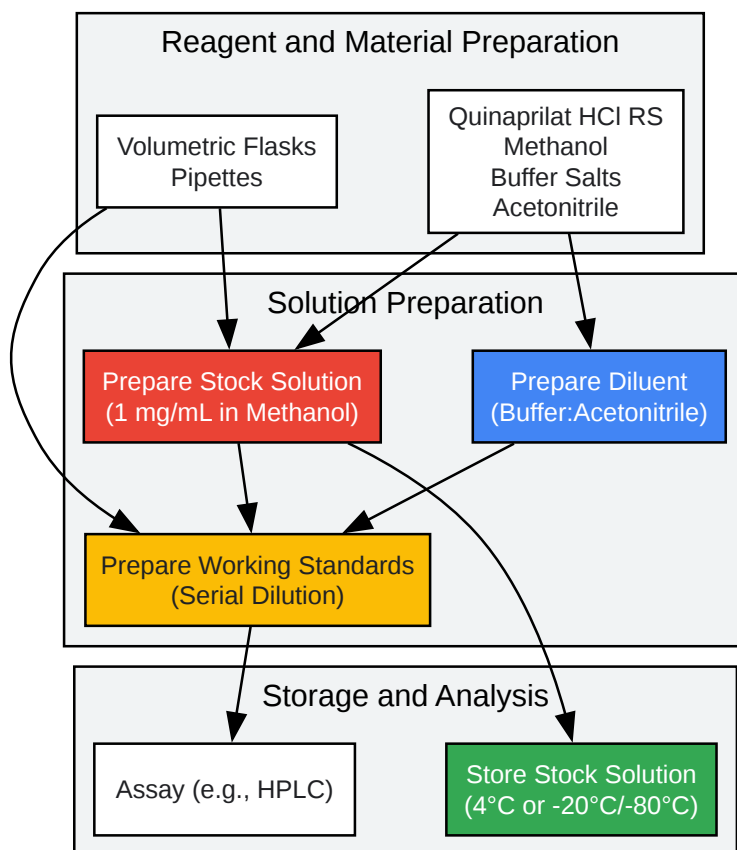 Reagent and Material Preparation
Volumetric Flasks
Pipettes
Quinaprilat HCl RS
Methanol
Buffer Salts
Acetonitrile
Solution Preparation
Prepare Stock Solution
(1 mg/mL in Methanol)
Prepare Diluent
(Buffer:Acetonitrile)
Prepare Working Standards
(Serial Dilution)
Storage and Analysis
Assay (e.g., HPLC)
Store Stock Solution
(4°C or -20°C/-80°C)